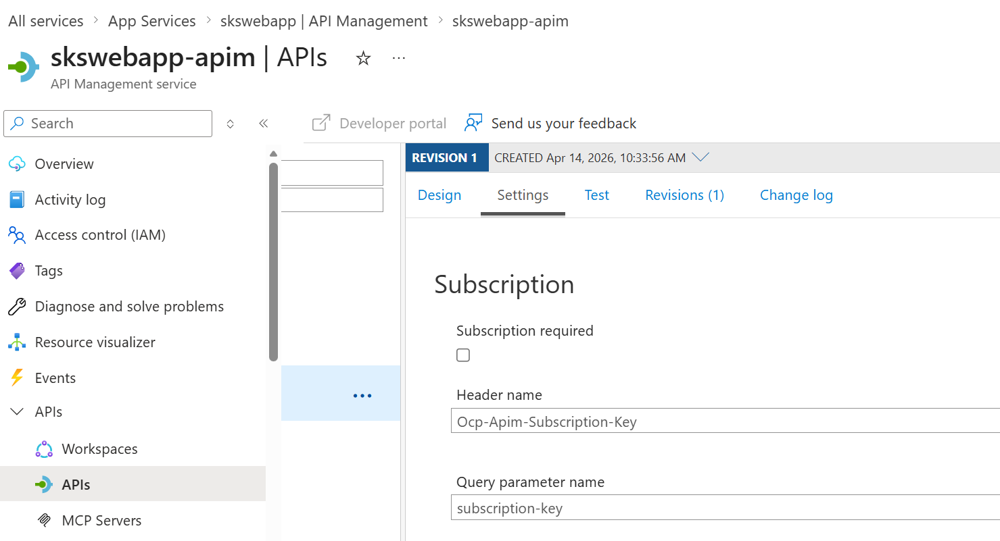 All services > App Services > skswebapp | API Management > skswebapp-apim
skswebapp-apim | APIs
API Management service
Search
Developer portal
Send us your feedback
Overview
Activity log
Access control (IAM)
Tags
Diagnose and solve problems
Resource visualizer
Events
APIs
Workspaces
APIs
MCP Servers
REVISION 1 CREATED Apr 14, 2026, 10:33:56 AM
Design Settings Test Revisions (1) Change log
Subscription
Subscription required
Header name
Ocp-Apim-Subscription-Key
Query parameter name
subscription-key